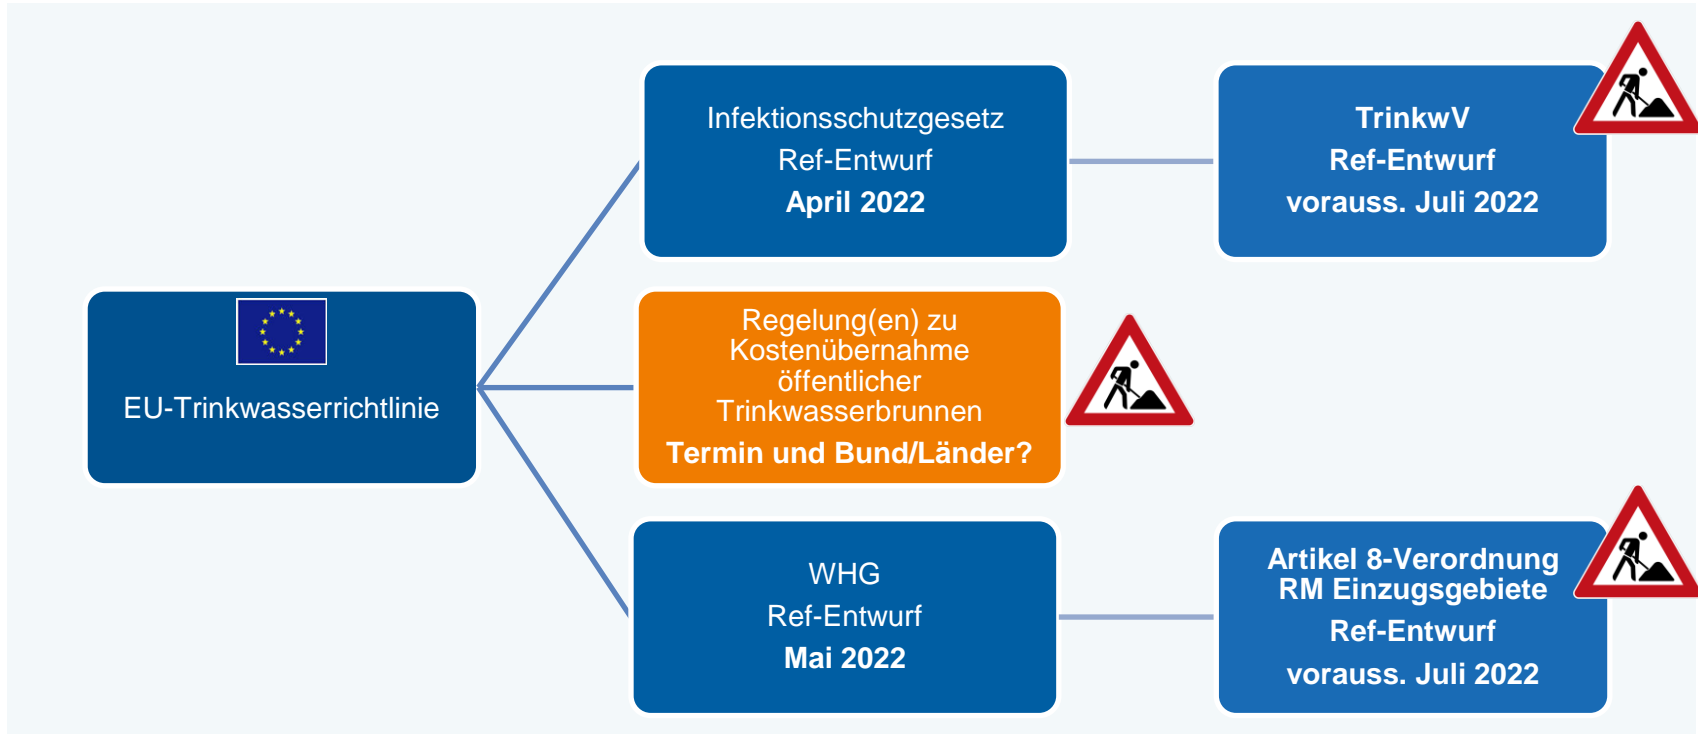 EU-Trinkwasserrichtlinie
Infektionsschutzgesetz
Ref-Entwurf
April 2022
TrinkwV
Ref-Entwurf
vorauss. Juli 2022
Regelung(en) zu
Kostenübernahme
öffentlicher
Trinkwasserbrunnen
Termin und Bund/Länder?
WHG
Ref-Entwurf
Mai 2022
Artikel 8-Verordnung
RM Einzugsgebiete
Ref-Entwurf
vorauss. Juli 2022